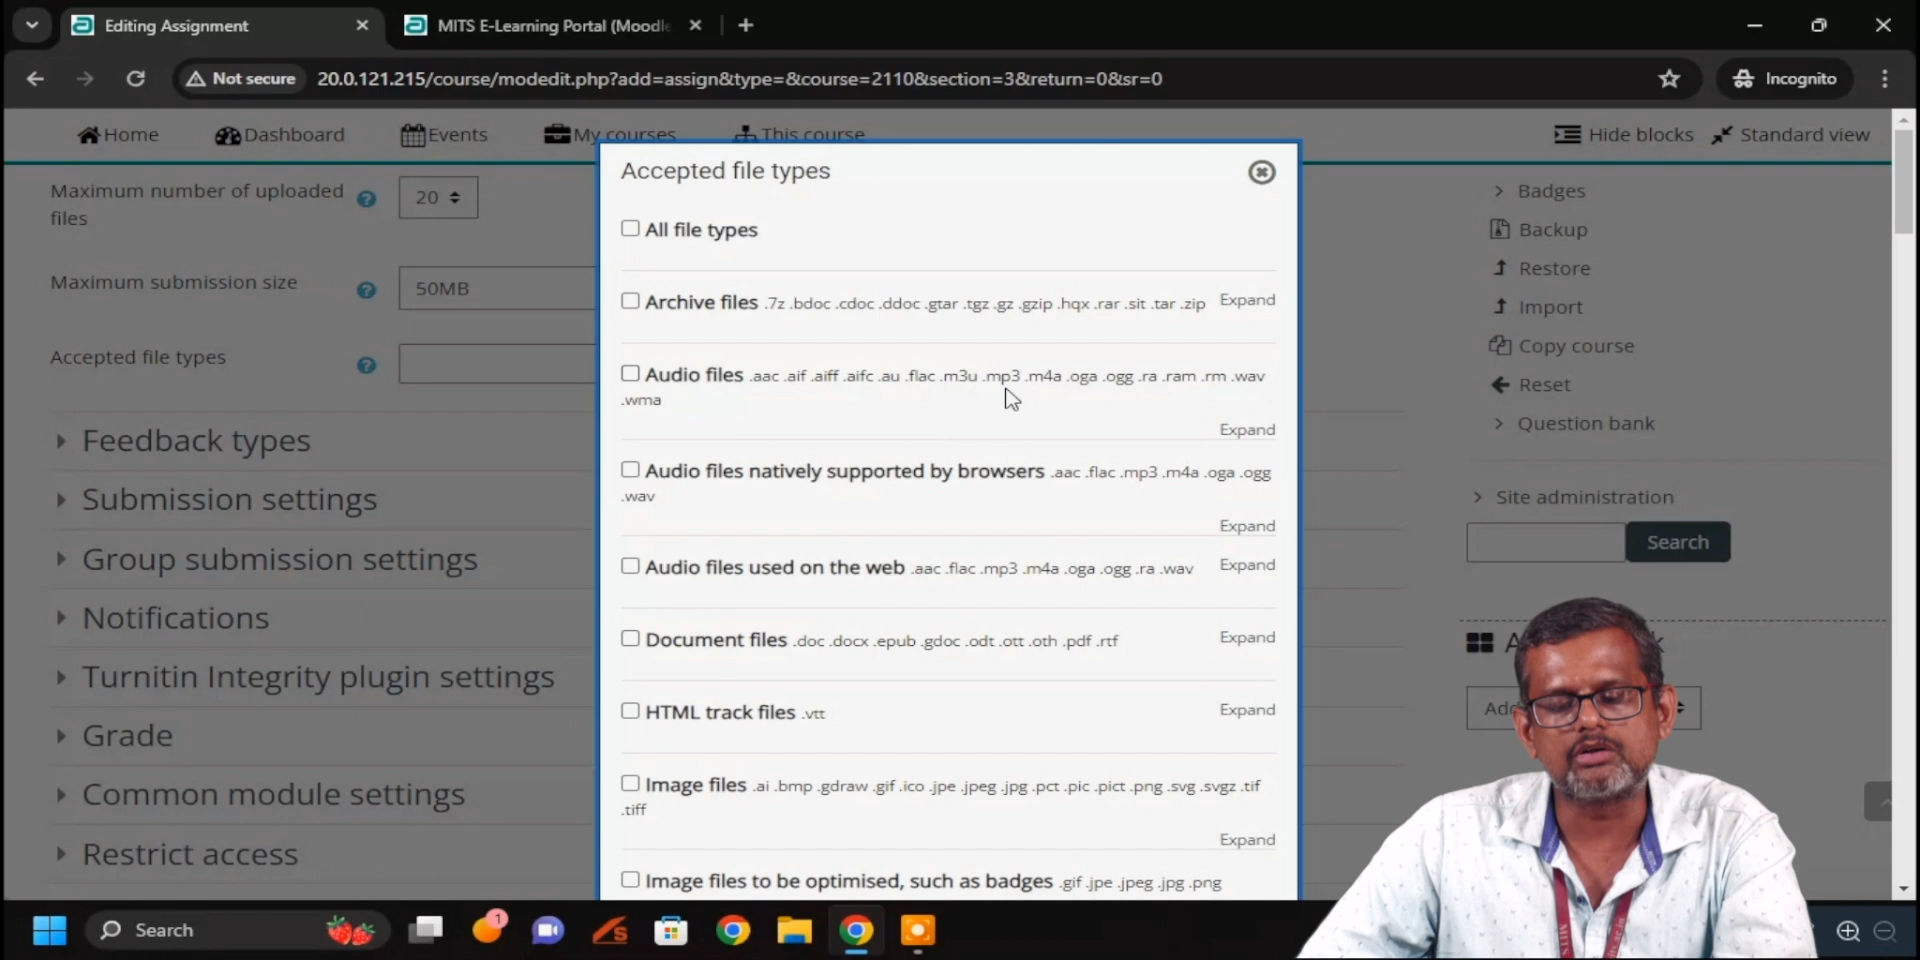 Editing Assignment
MITS E-Learning Portal (Moodle
Not secure
20.0.121.215/course/modedit.php?add=assign&type=&course=2110&section=3&return=0&sr=0
Incognito
Home
Dashboard
Events
My courses
This course
Hide blocks
Standard view
Maximum number of uploaded
files
20
Maximum submission size
50MB
Accepted file types
Feedback types
Submission settings
Group submission settings
Notifications
Turnitin Integrity plugin settings
Grade
Common module settings
Restrict access
Accepted file types
All file types
Archive files .7z .bdoc .cdoc .ddoc .gtar .tgz .gz .gzip .hqx .rar .sit .tar .zip Expand
Audio files .aac .aif .aiff .aifc .au .flac .m3u .mp3 .m4a .oga .ogg .ra .ram .rm .wav
.wma
Expand
Audio files natively supported by browsers .aac .flac .mp3 .m4a .oga .ogg
.wav
Expand
Audio files used on the web .aac .flac .mp3 .m4a .oga .ogg .ra .wav Expand
Document files .doc .docx .epub .gdoc .odt .ott .oth .pdf .rtf Expand
HTML track files .vtt Expand
Image files .ai .bmp .gdraw .gif .ico .jpe .jpeg .jpg .pct .pic .pict .png .svg .svgz .tif
.tiff
Expand
Image files to be optimised, such as badges .gif .jpe .jpeg .jpg .png
Badges
Backup
Restore
Import
Copy course
Reset
Question bank
Site administration
Search
Search
1